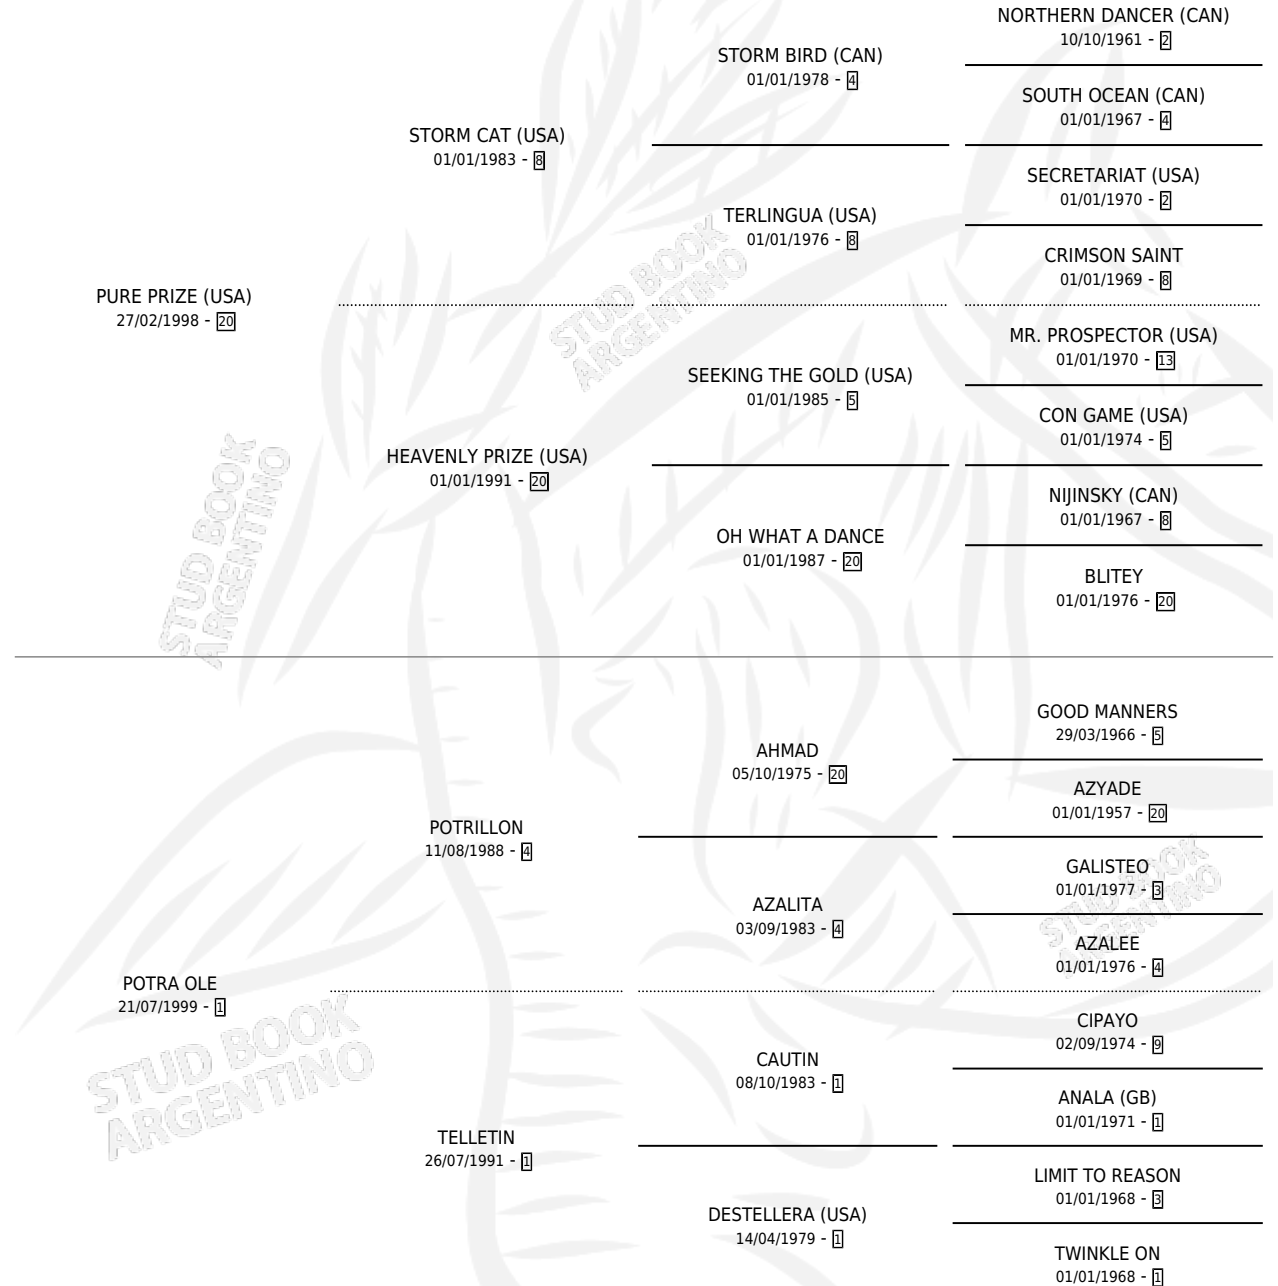 NORTHERN DANCER (CAN)
10/10/1961 - 2
STORM BIRD (CAN)
01/01/1978 - 4
SOUTH OCEAN (CAN)
01/01/1967 - 4
STORM CAT (USA)
01/01/1983 - 8
SECRETARIAT (USA)
01/01/1970 - 2
TERLINGUA (USA)
01/01/1976 - 8
CRIMSON SAINT
01/01/1969 - 8
PURE PRIZE (USA)
27/02/1998 - 20
MR. PROSPECTOR (USA)
01/01/1970 - 13
SEEKING THE GOLD (USA)
01/01/1985 - 5
CON GAME (USA)
01/01/1974 - 5
HEAVENLY PRIZE (USA)
01/01/1991 - 20
NIJINSKY (CAN)
01/01/1967 - 8
OH WHAT A DANCE
01/01/1987 - 20
BLITEY
01/01/1976 - 20
GOOD MANNERS
29/03/1966 - 5
AHMAD
05/10/1975 - 20
AZYADE
01/01/1957 - 20
POTRILLON
11/08/1988 - 4
GALISTEO
01/01/1977 - 3
AZALITA
03/09/1983 - 4
AZALEE
01/01/1976 - 4
POTRA OLE
21/07/1999 - 1
CIPAYO
02/09/1974 - 9
CAUTIN
08/10/1983 - 1
ANALA (GB)
01/01/1971 - 1
TELLETIN
26/07/1991 - 1
LIMIT TO REASON
01/01/1968 - 3
DESTELLERA (USA)
14/04/1979 - 1
TWINKLE ON
01/01/1968 - 1
STUD BOOK
ARGENTINO
STUD BOOK
ARGENTINO
STUD BOOK
ARGENTINO
STUD BOOK
ARGENTINO